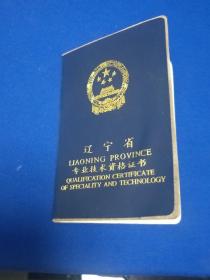 辽宁省
LIAONING PROVINCE
专业技术资格证书
QUALIFICATION CERTIFICATE
OF SPECIALITY AND TECHNOLOGY